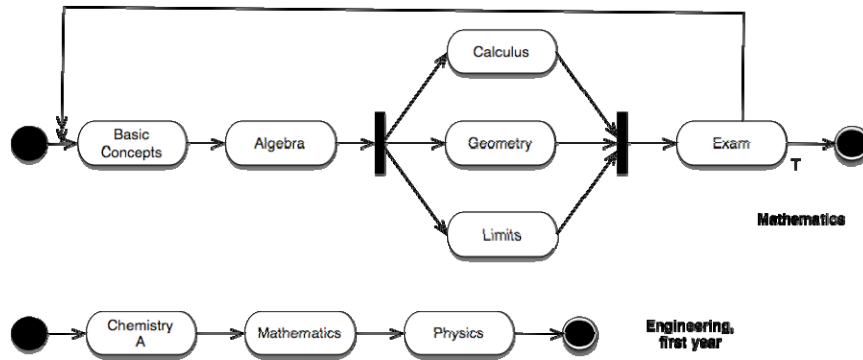 Calculus
Basic
Concepts
Algebra
Geometry
Exam
T
Limits
Mathematics
Chemistry
A
Mathematics
Physics
Engineering,
first year